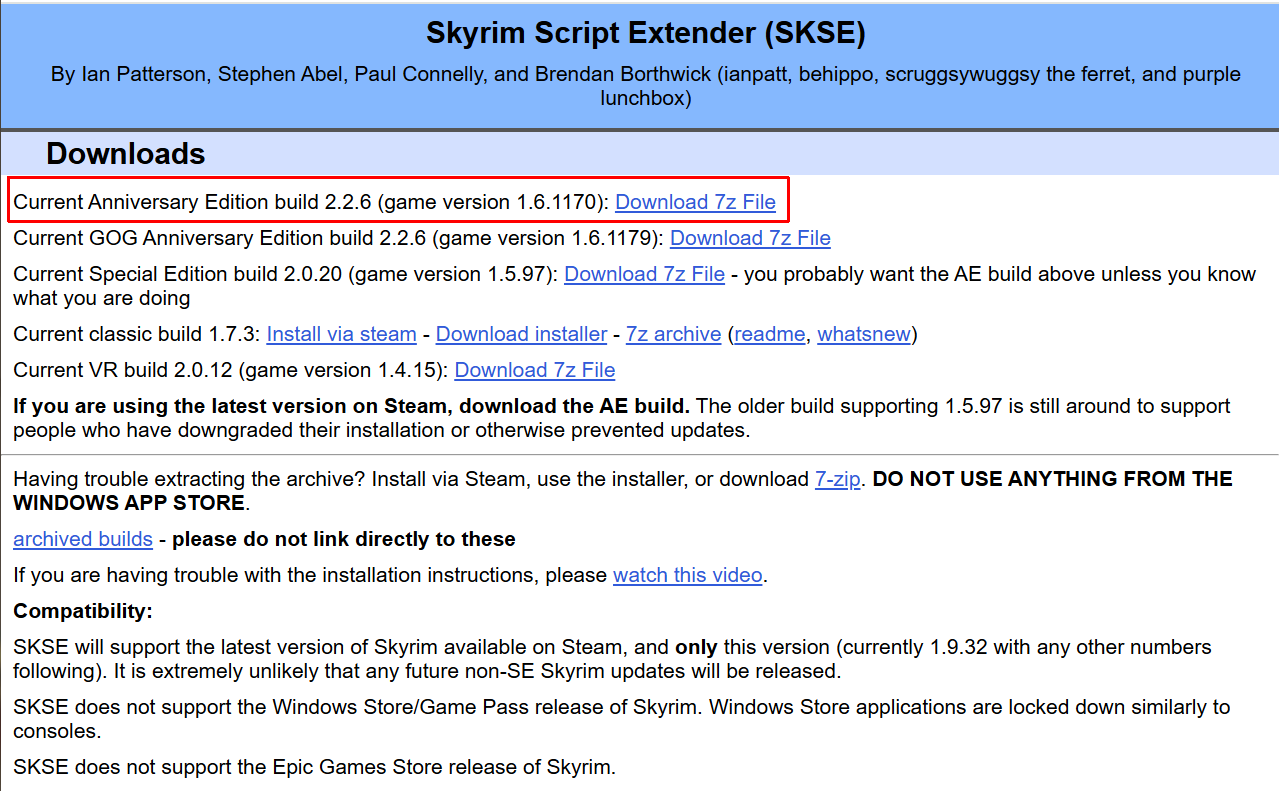 Skyrim Script Extender (SKSE)
By Ian Patterson, Stephen Abel, Paul Connelly, and Brendan Borthwick (ianpatt, behippo, scruggsywuggsy the ferret, and purple
lunchbox)
Downloads
Current Anniversary Edition build 2.2.6 (game version 1.6.1170): Download 7z File
Current GOG Anniversary Edition build 2.2.6 (game version 1.6.1179): Download 7z File
Current Special Edition build 2.0.20 (game version 1.5.97): Download 7z File - you probably want the AE build above unless you know
what you are doing
Current classic build 1.7.3: Install via steam - Download installer - 7z archive (readme, whatsnew)
Current VR build 2.0.12 (game version 1.4.15): Download 7z File
If you are using the latest version on Steam, download the AE build. The older build supporting 1.5.97 is still around to support
people who have downgraded their installation or otherwise prevented updates.
Having trouble extracting the archive? Install via Steam, use the installer, or download 7-zip. DO NOT USE ANYTHING FROM THE
WINDOWS APP STORE.
archived builds - please do not link directly to these
If you are having trouble with the installation instructions, please watch this video.
Compatibility:
SKSE will support the latest version of Skyrim available on Steam, and only this version (currently 1.9.32 with any other numbers
following). It is extremely unlikely that any future non-SE Skyrim updates will be released.
SKSE does not support the Windows Store/Game Pass release of Skyrim. Windows Store applications are locked down similarly to
consoles.
SKSE does not support the Epic Games Store release of Skyrim.